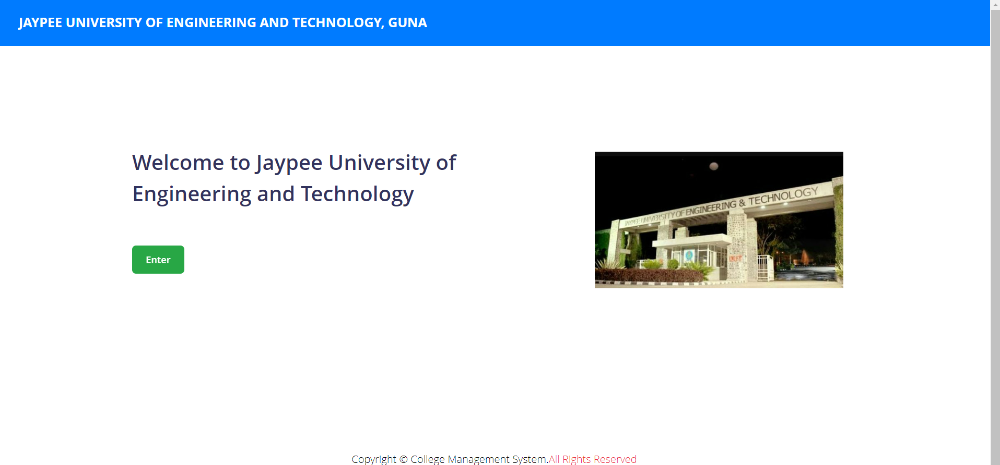 JAYPEE UNIVERSITY OF ENGINEERING AND TECHNOLOGY, GUNA
Welcome to Jaypee University of
Engineering and Technology
Enter
JAYPEE UNIVERSITY OF ENGINEERING & TECHNOLOGY
Copyright © College Management System.All Rights Reserved